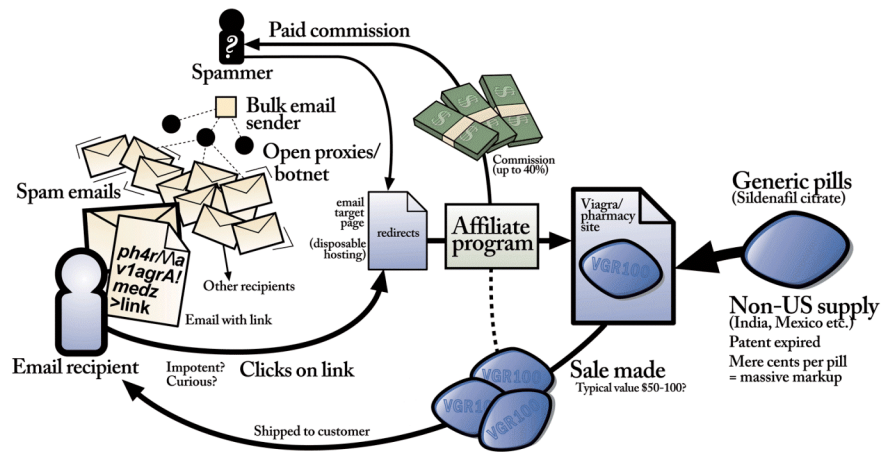 Paid commission
?
Spammer
Bulk email
sender
Open proxies/
botnet
Spam emails
ph4r/\/\a
v1agrA!
medz
>link
Other recipients
Email with link
Email recipient
Impotent?
Curious?
Clicks on link
Shipped to customer
email
target
page
(disposable
hosting)
redirects
$
$
$
$
Commission
(up to 40%)
Affiliate
program
Viagra/
pharmacy
site
VGR100
Generic pills
(Sildenafil citrate)
Non-US supply
(India, Mexico etc.)
Patent expired
Mere cents per pill
= massive markup
Sale made
Typical value $50-100?
VGR100
VGR1
VGR100